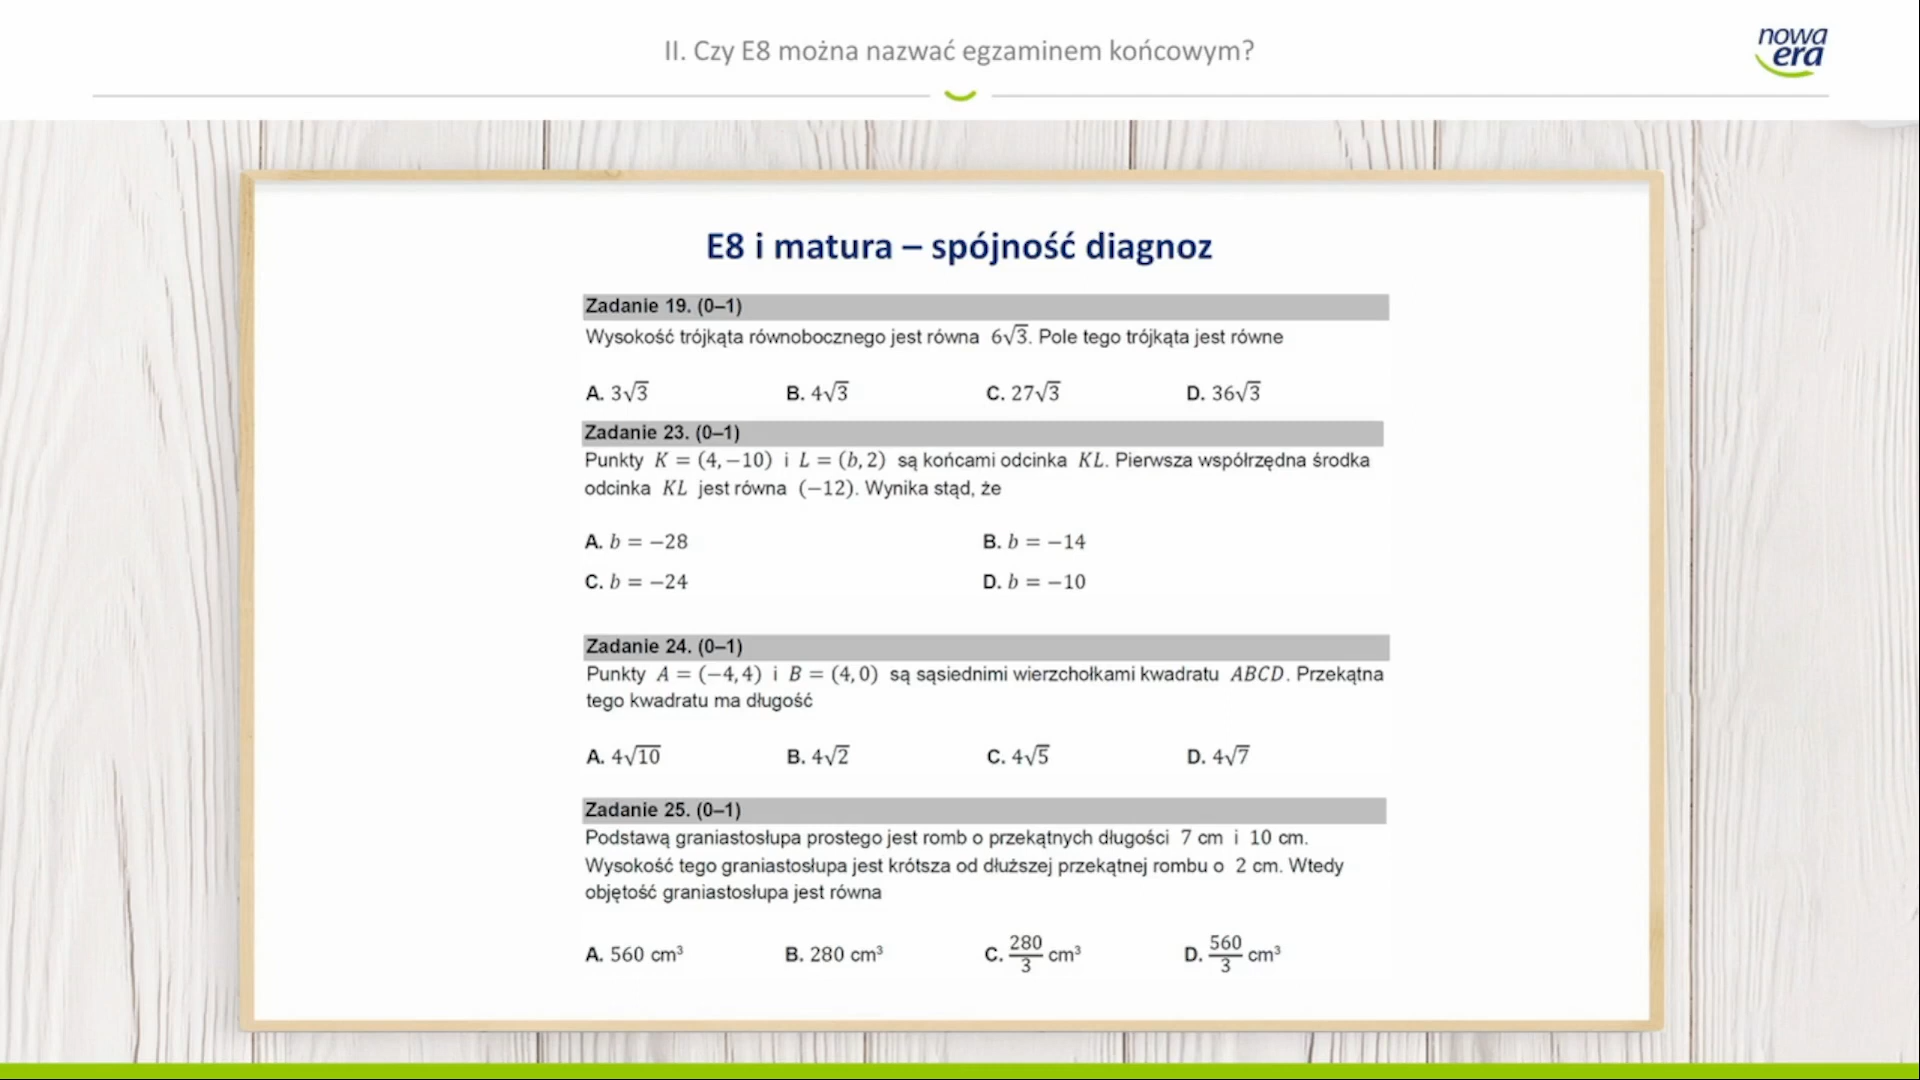 II. Czy E8 można nazwać egzaminem końcowym?
nowa
era
E8 i matura – spójność diagnoz
Zadanie 19. (0–1)
Wysokość trójkąta równobocznego jest równa 6√3. Pole tego trójkąta jest równe
A. 3√3 B. 4√3 C. 27√3 D. 36√3
Zadanie 23. (0–1)
Punkty K = (4, −10) i L = (b, 2) są końcami odcinka KL. Pierwsza współrzędna środka
odcinka KL jest równa (−12). Wynika stąd, że
A. b = −28 B. b = −14
C. b = −24 D. b = −10
Zadanie 24. (0–1)
Punkty A = (−4, 4) i B = (4, 0) są sąsiednimi wierzchołkami kwadratu ABCD. Przekątna
tego kwadratu ma długość
A. 4√10 B. 4√2 C. 4√5 D. 4√7
Zadanie 25. (0–1)
Podstawą graniastosłupa prostego jest romb o przekątnych długości 7 cm i 10 cm.
Wysokość tego graniastosłupa jest krótsza od dłuższej przekątnej rombu o 2 cm. Wtedy
objętość graniastosłupa jest równa
A. 560 cm³ B. 280 cm³ C. 280/3 cm³ D. 560/3 cm³